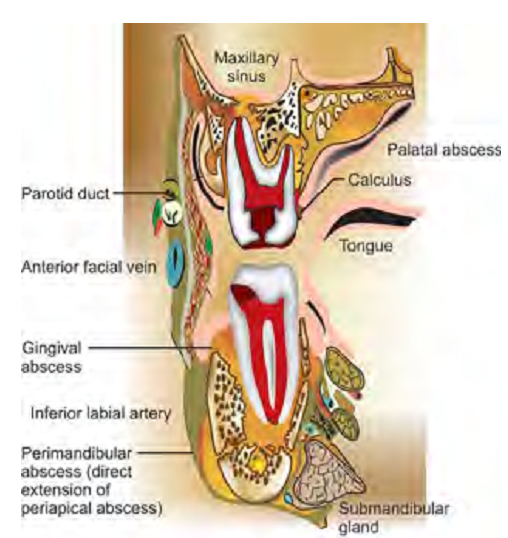 Maxillary
sinus
Palatal abscess
Calculus
Parotid duct
Tongue
Anterior facial vein
Gingival
abscess
Inferior labial artery
Perimandibular
abscess (direct
extension of
periapical abscess)
Submandibular
gland